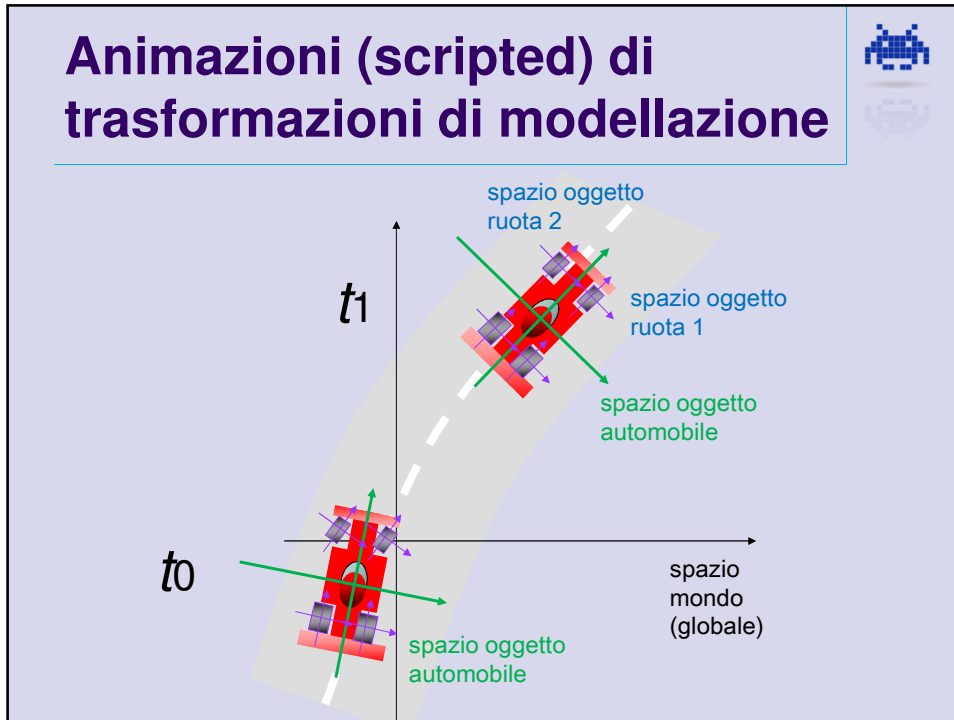 Animazioni (scripted) di
trasformazioni di modellazione
spazio oggetto
ruota 2
t1
spazio oggetto
ruota 1
spazio oggetto
automobile
t0
spazio
mondo
(globale)
spazio oggetto
automobile